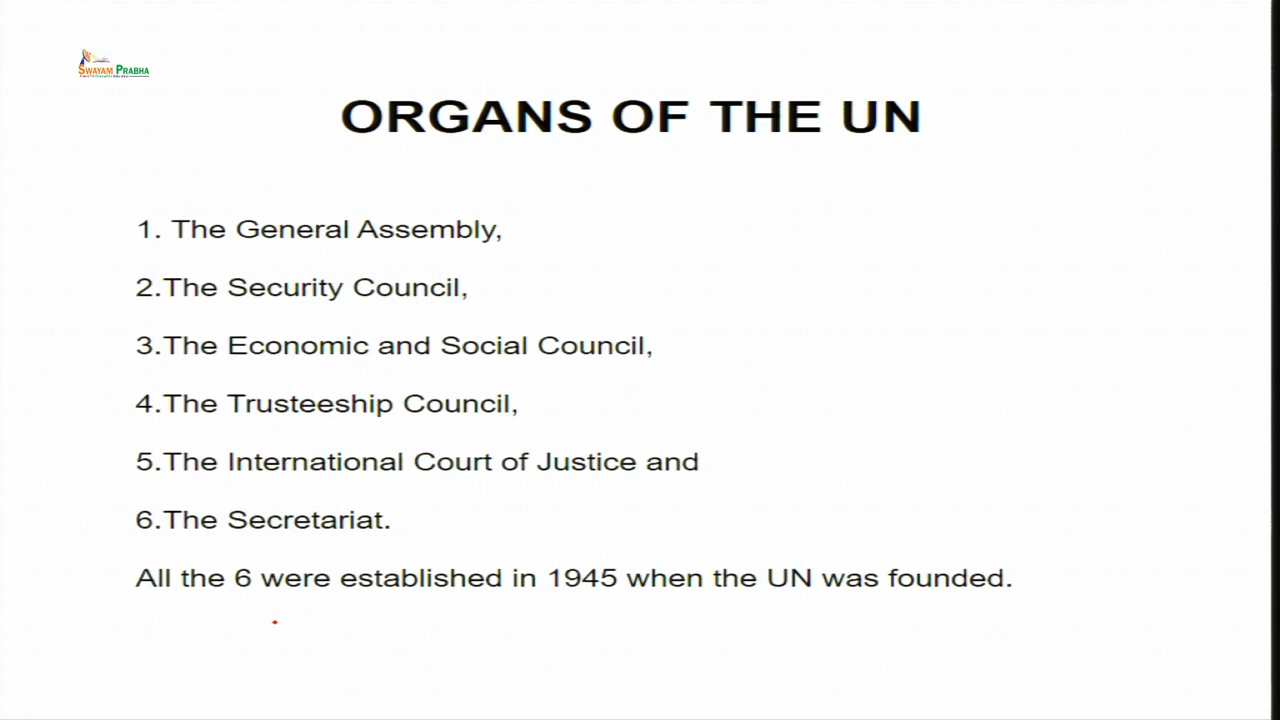 SWAYAM PRABHA
ORGANS OF THE UN
1. The General Assembly,
2.The Security Council,
3.The Economic and Social Council,
4.The Trusteeship Council,
5.The International Court of Justice and
6.The Secretariat.
All the 6 were established in 1945 when the UN was founded.